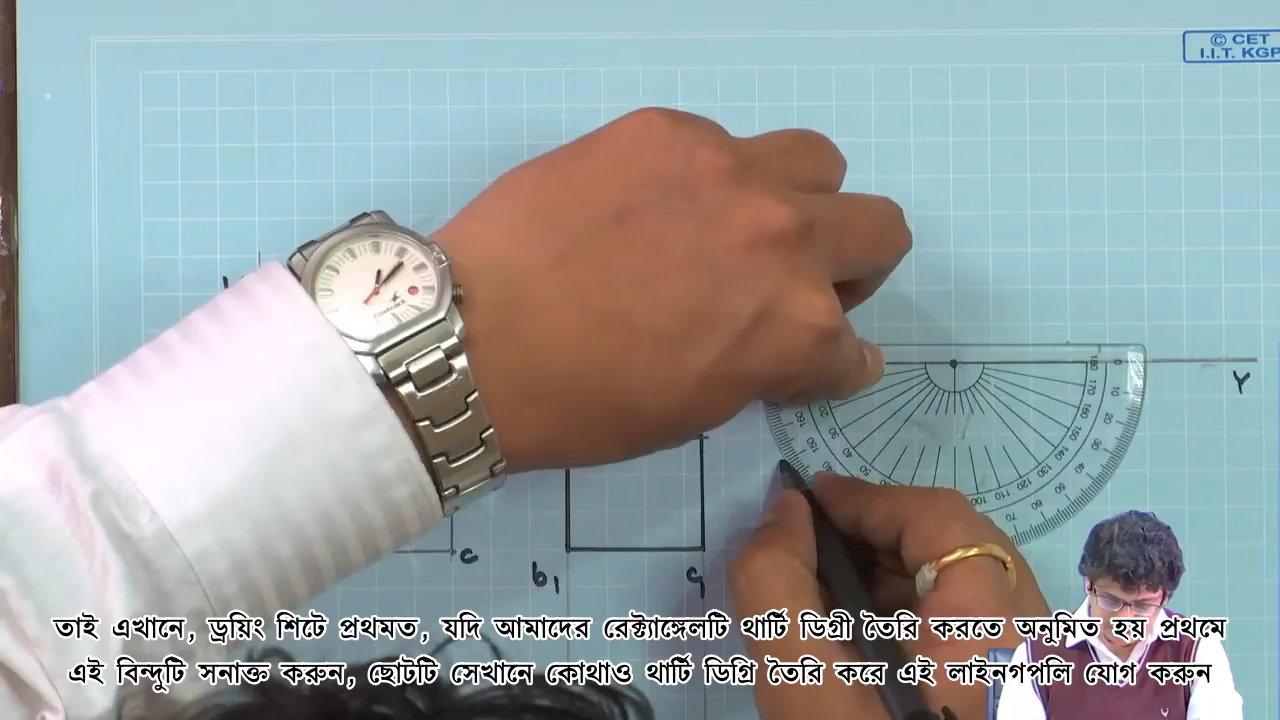 © CET
I.I.T. KGP
Y
c
b₁
তাই এখানে, ড্রয়িং শিটে প্রথমত, যদি আমাদের রেক্ট্যাঙ্গেলটি থার্টি ডিগ্রী তৈরি করতে অনুমিত হয় প্রথমে
এই বিন্দুটি সনাক্ত করুন, ছোটটি সেখানে কোথাও থার্টি ডিগ্রি তৈরি করে এই লাইনগপলি যোগ করুন